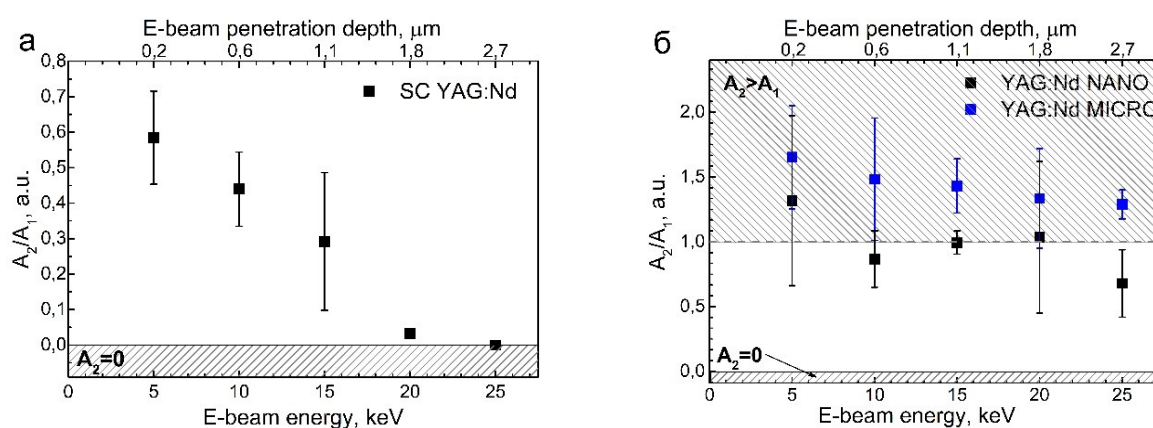 а
E-beam penetration depth, μm
0,2 0,6 1,1 1,8 2,7
0,8
0,7
0,6
0,5
0,4
0,3
0,2
0,1
0,0
A₂/A₁, a.u.
SC YAG:Nd
A₂=0
0 5 10 15 20 25
E-beam energy, keV
б
E-beam penetration depth, μm
0,2 0,6 1,1 1,8 2,7
A₂>A₁
YAG:Nd NANO
YAG:Nd MICRO
2.0
1.5
1.0
0,5
0,0
A₂/A₁, a.u.
A₂=0
0 5 10 15 20 25
E-beam energy, keV